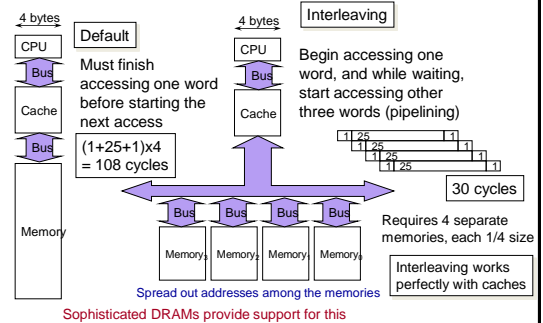 4 bytes
Default
CPU
Bus
Cache
Bus
Memory
Must finish
accessing one word
before starting the
next access
(1+25+1)x4
= 108 cycles
Interleaving
4 bytes
CPU
Bus
Cache
Begin accessing one
word, and while waiting,
start accessing other
three words (pipelining)
1 25 1
1 25 1
1 25 1
1 25 1
30 cycles
Bus Bus Bus Bus
Memory3 Memory2 Memory1 Memory0
Requires 4 separate
memories, each 1/4 size
Interleaving works
perfectly with caches
Spread out addresses among the memories
Sophisticated DRAMs provide support for this